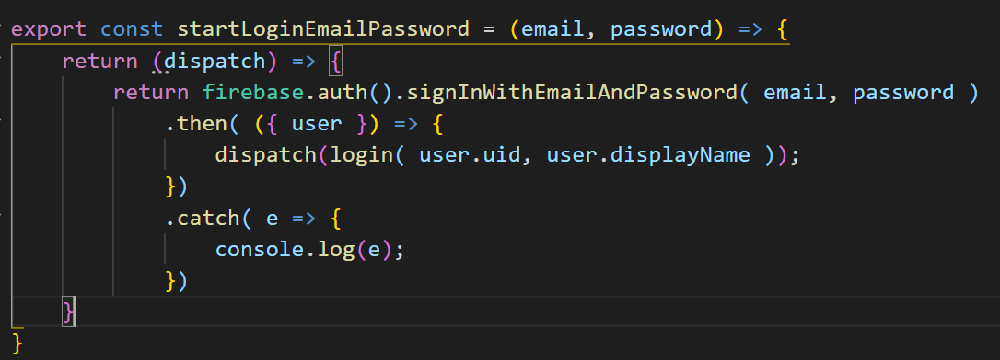 export const startLoginEmailPassword = (email, password) => {
    return (dispatch) => {
        return firebase.auth().signInWithEmailAndPassword( email, password )
            .then( ({ user }) => {
                dispatch(login( user.uid, user.displayName ));
            })
            .catch( e => {
                console.log(e);
            })
    }
}